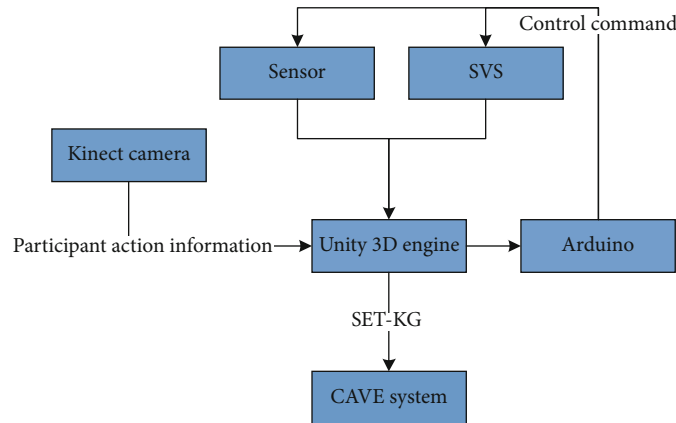 Control command
Sensor
SVS
Kinect camera
Participant action information
Unity 3D engine
Arduino
SET-KG
CAVE system